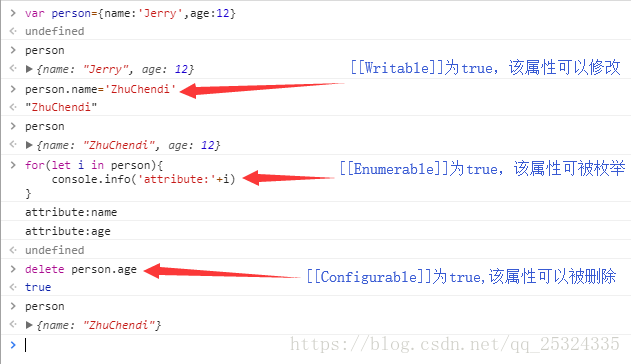 > var person={name:'Jerry',age:12}
undefined
> person
{name: "Jerry", age: 12}
[[Writable]]为true, 该属性可以修改
> person.name='ZhuChendi'
"ZhuChendi"
> person
{name: "ZhuChendi", age: 12}
> for(let i in person){
[[Enumerable]]为true, 该属性可被枚举
console.info('attribute:'+i)
}
attribute:name
attribute:age
undefined
> delete person.age
[[Configurable]]为true,该属性可以被删除
true
> person
{name: "ZhuChendi"}
>
https://blog.csdn.net/qq_25324335